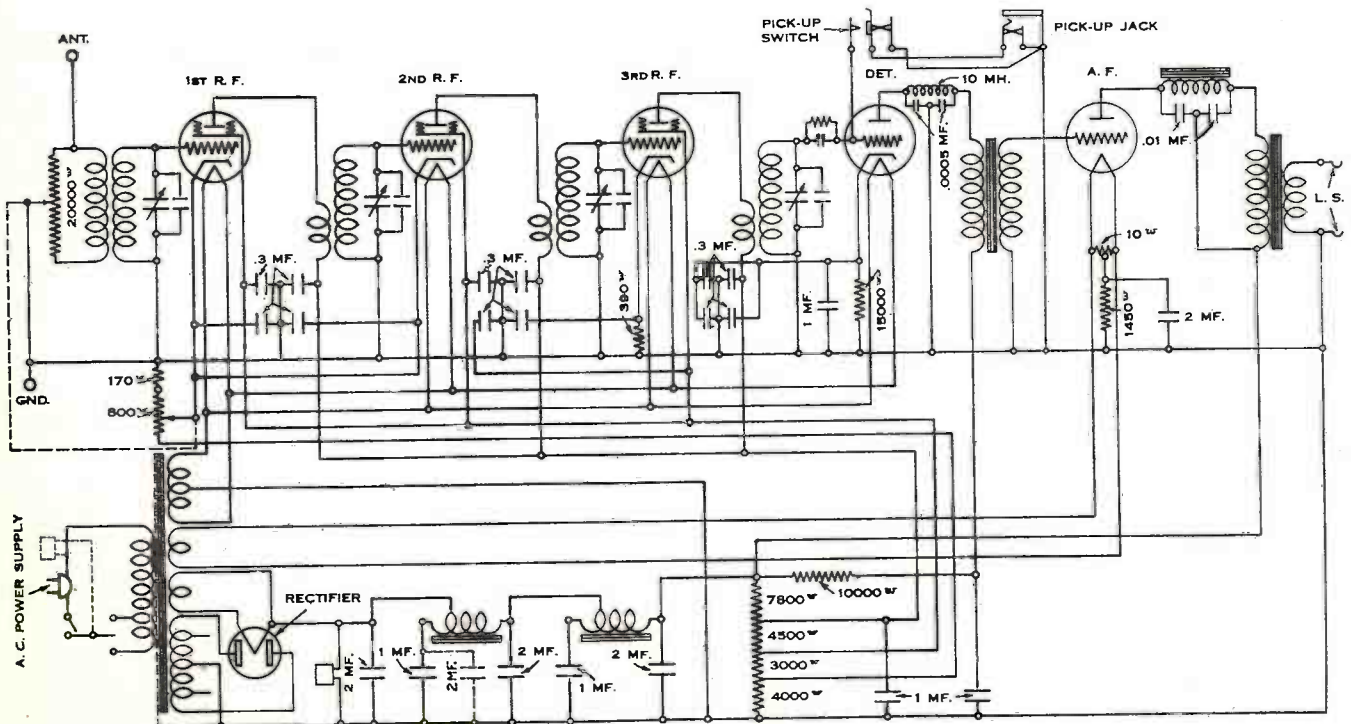 PICK-UP
SWITCH
PICK-UP JACK
ANT.
1ST R. F.
2ND R. F.
3RD R. F.
DET.
10 MH.
A. F.
.0005 MF.
.01 MF.
20000 ω
L. S.
.3 MF.
.3 MF.
.3 MF.
390 ω
1 MF.
15000 ω
10 ω
1450 ω
2 MF.
170 ω
800 ω
GND.
A. C. POWER SUPPLY
RECTIFIER
2 MF.
1 MF.
2 MF.
2 MF.
1 MF.
2 MF.
7800 ω
10000 ω
4500 ω
3000 ω
4000 ω
1 MF.